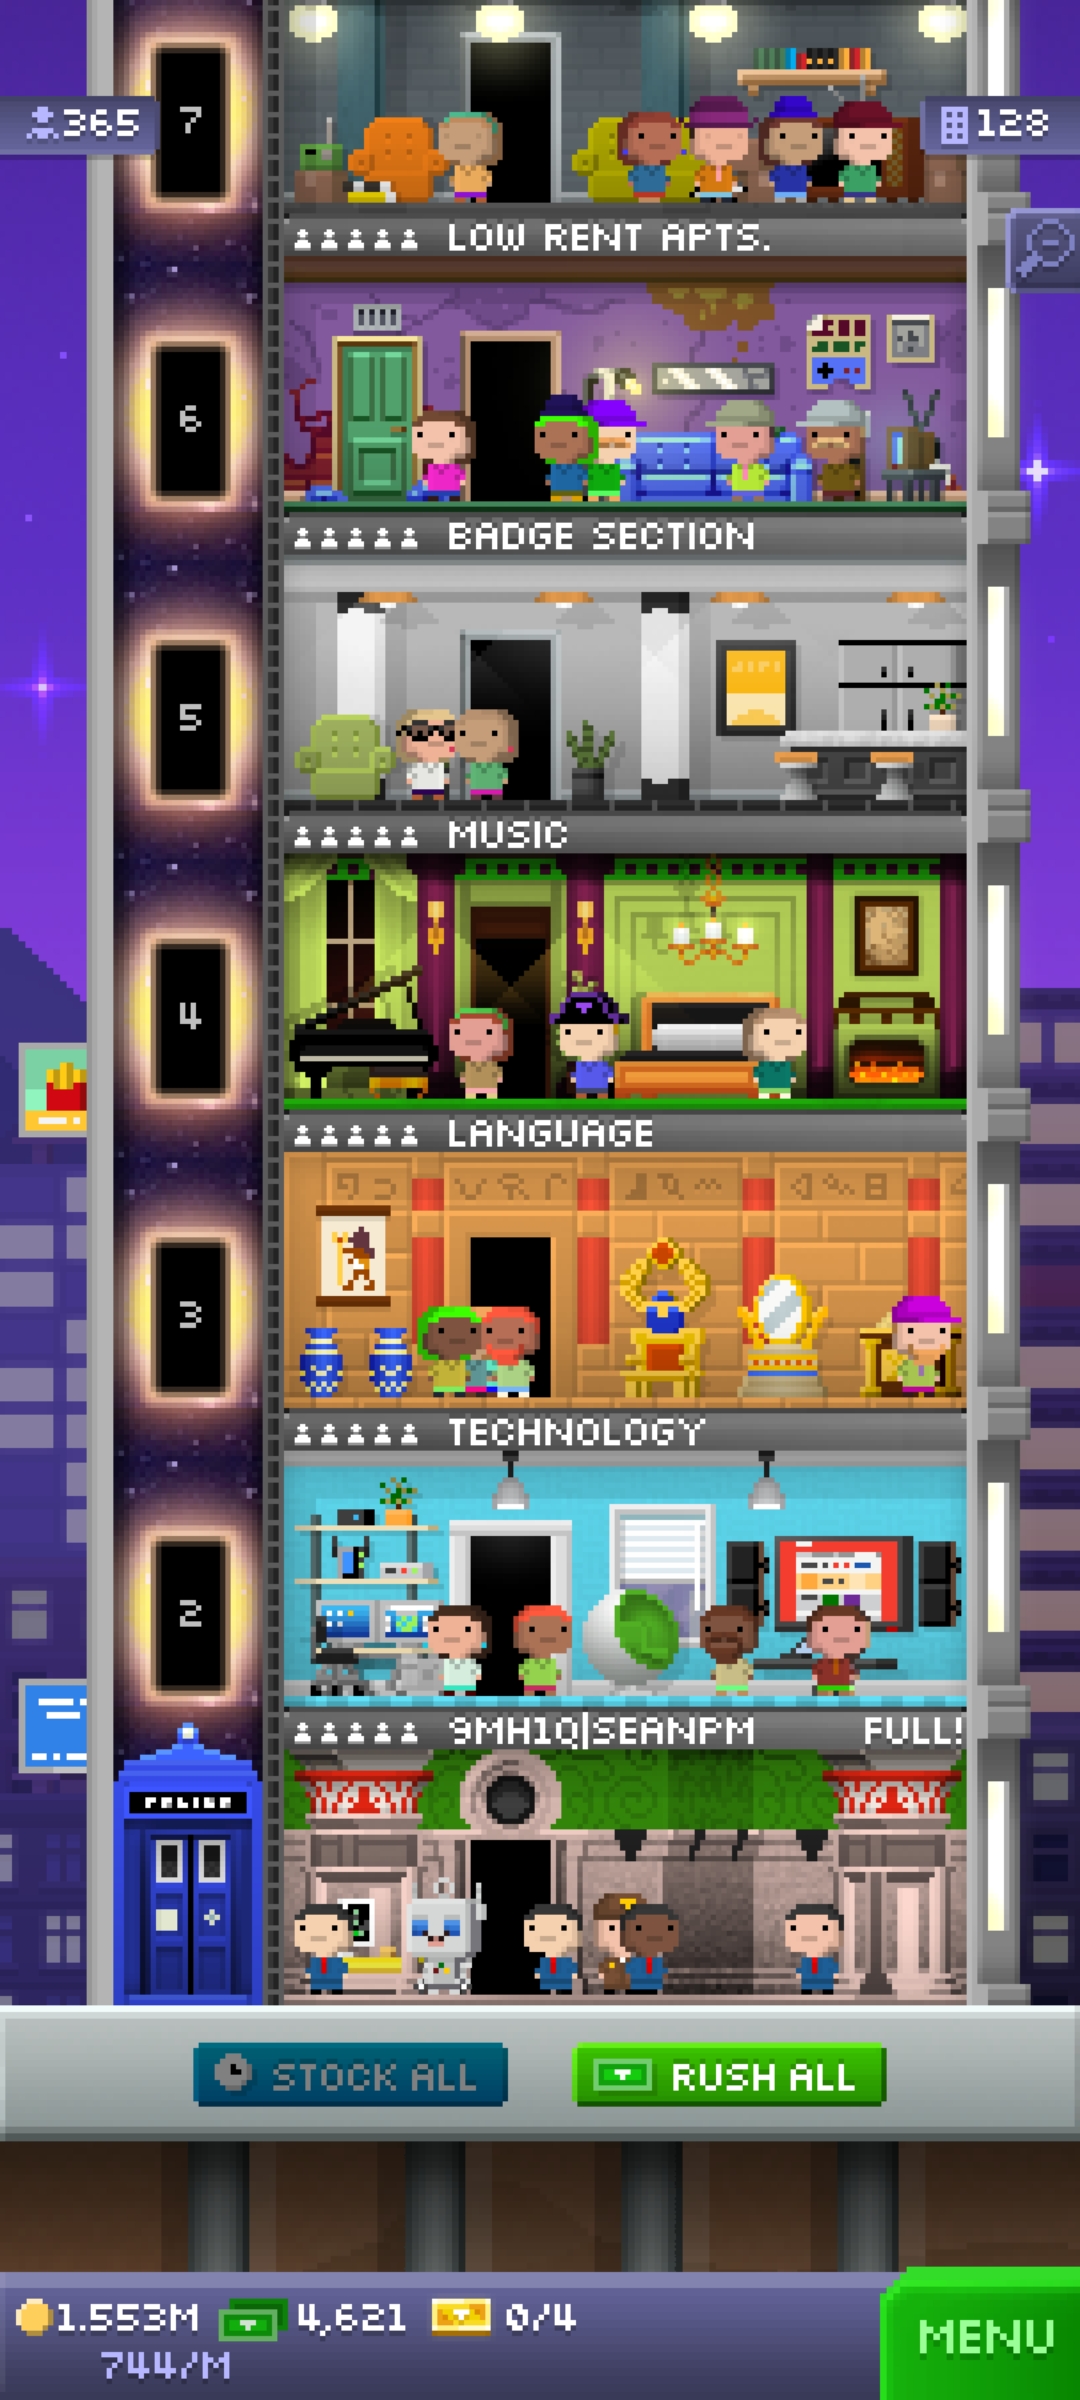 7
365
128
LOW RENT APTS.
6
BADGE SECTION
5
MUSIC
4
LANGUAGE
3
TECHNOLOGY
2
9MH1Q|SEANPM FULL!
POLICE
STOCK ALL
RUSH ALL
1.553M 4,621 0/4
744/M
MENU